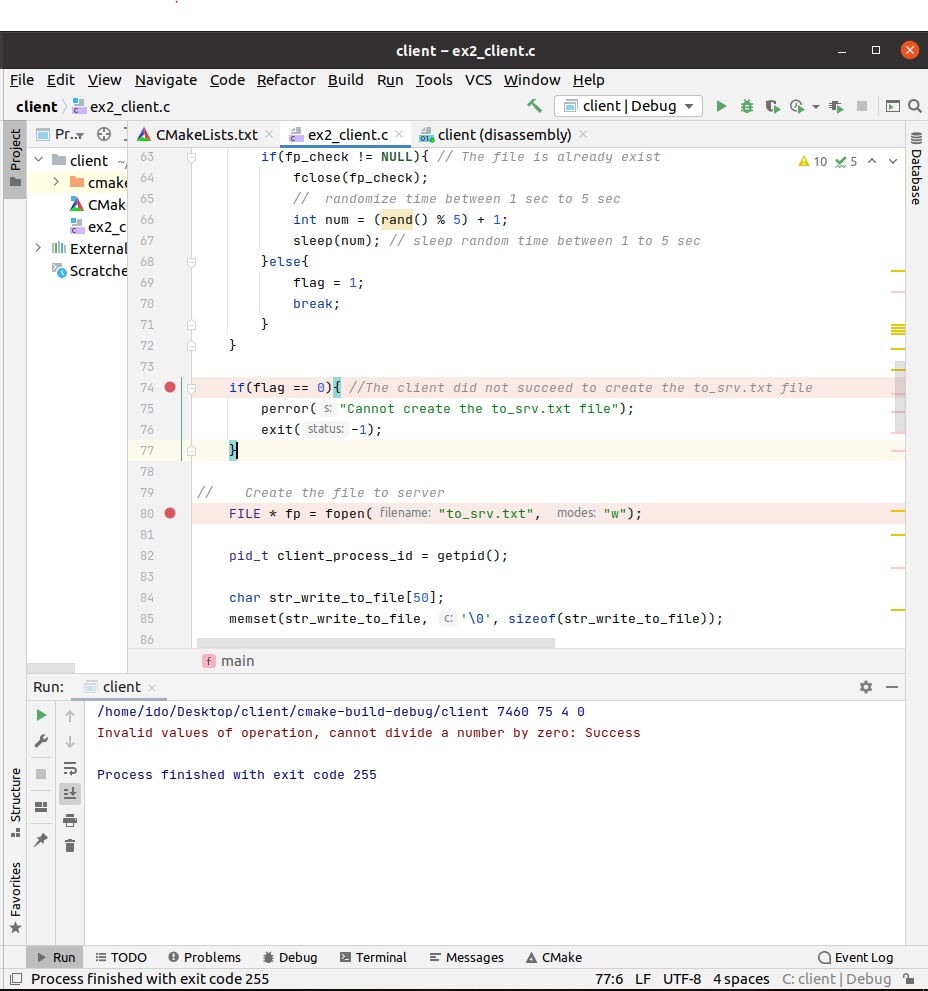 client – ex2_client.c
File Edit View Navigate Code Refactor Build Run Tools VCS Window Help
client ex2_client.c client | Debug
Project Pr... CMakeLists.txt ex2_client.c client (disassembly) Database
client ~/
cmake
CMak
ex2_c
External
Scratche
10 5
63 if(fp_check != NULL){ // The file is already exist
64 fclose(fp_check);
65 // randomize time between 1 sec to 5 sec
66 int num = (rand() % 5) + 1;
67 sleep(num); // sleep random time between 1 to 5 sec
68 }else{
69 flag = 1;
70 break;
71 }
72 }
73
74 if(flag == 0){ //The client did not succeed to create the to_srv.txt file
75 perror( s: "Cannot create the to_srv.txt file");
76 exit( status: -1);
77 }
78
79 // Create the file to server
80 FILE * fp = fopen( filename: "to_srv.txt", modes: "w");
81
82 pid_t client_process_id = getpid();
83
84 char str_write_to_file[50];
85 memset(str_write_to_file, c: '\0', sizeof(str_write_to_file));
86
f main
Run: client
/home/ido/Desktop/client/cmake-build-debug/client 7460 75 4 0
Invalid values of operation, cannot divide a number by zero: Success
Process finished with exit code 255
Structure
Favorites
Run TODO Problems Debug Terminal Messages CMake Event Log
Process finished with exit code 255 77:6 LF UTF-8 4 spaces C: client | Debug